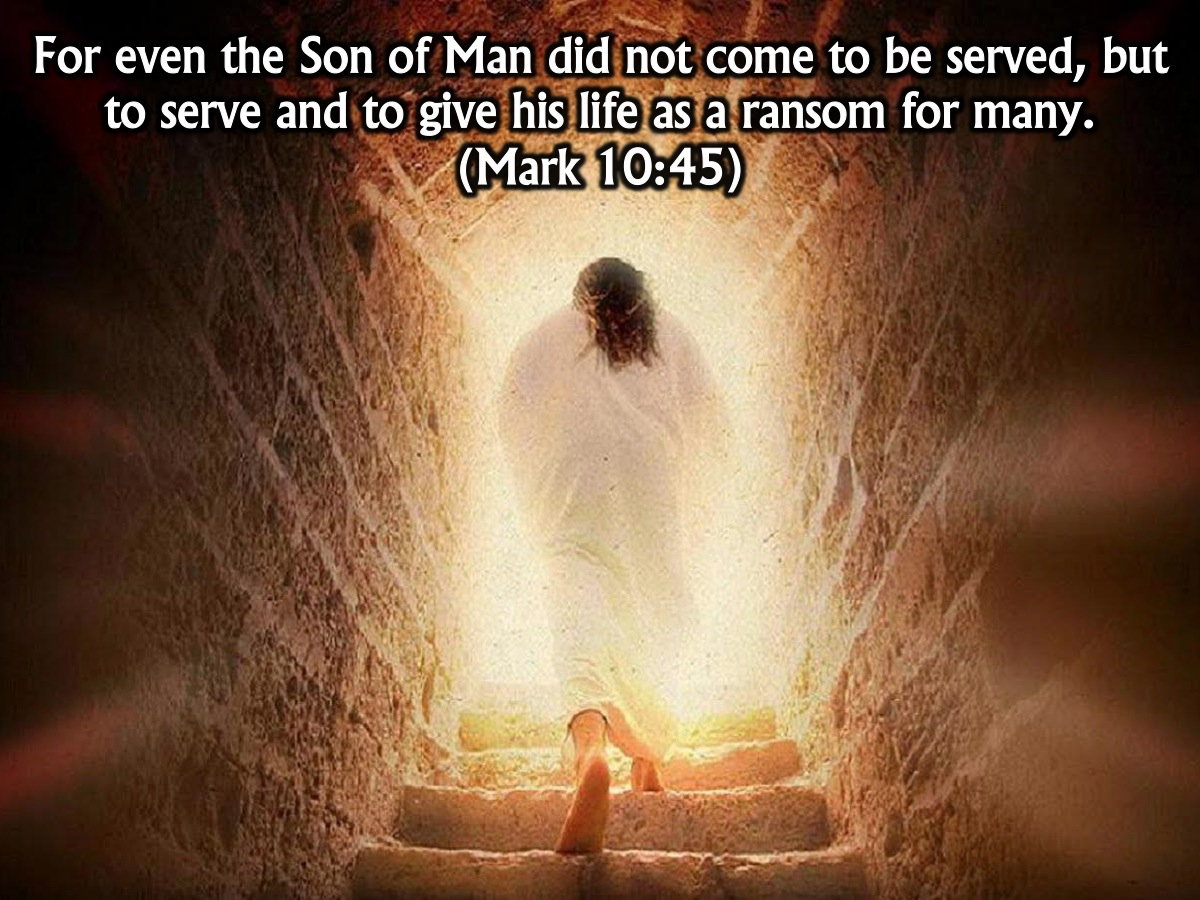 For even the Son of Man did not come to be served, but
to serve and to give his life as a ransom for many.
(Mark 10:45)